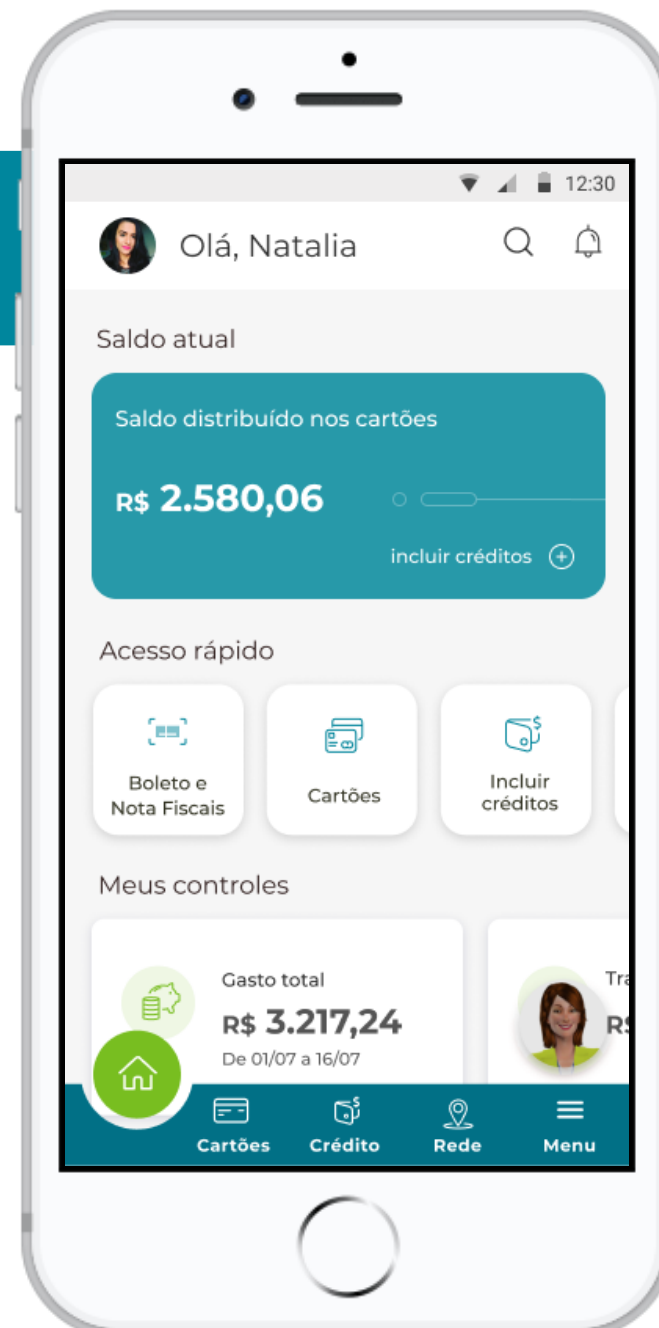 12:30
Olá, Natalia
Saldo atual
Saldo distribuído nos cartões
R$ 2.580,06
incluir créditos
Acesso rápido
Boleto e
Nota Fiscais
Cartões
Incluir
créditos
Meus controles
Gasto total
R$ 3.217,24
De 01/07 a 16/07
Cartões
Crédito
Rede
Menu